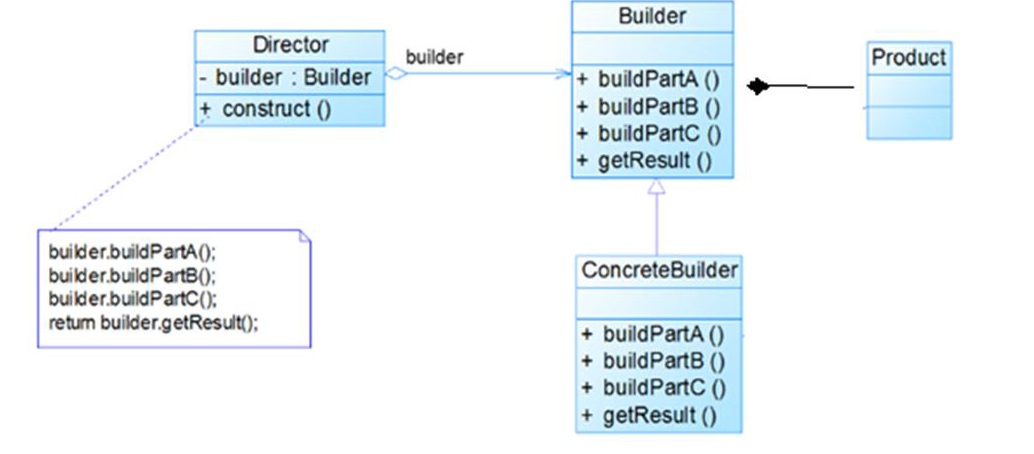 Director
- builder : Builder
+ construct ()
builder
Builder
+ buildPartA ()
+ buildPartB ()
+ buildPartC ()
+ getResult ()
Product
builder.buildPartA();
builder.buildPartB();
builder.buildPartC();
return builder.getResult();
ConcreteBuilder
+ buildPartA ()
+ buildPartB ()
+ buildPartC ()
+ getResult ()